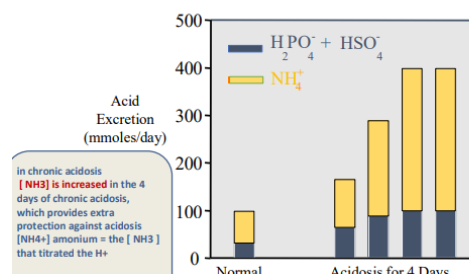 500
400
300
200
100
0
H₂PO₄⁻ + HSO₄⁻
NH₄⁺
Acid
Excretion
(mmoles/day)
in chronic acidosis
[ NH3] is increased in the 4
days of chronic acidosis,
which provides extra
protection against acidosis
[NH4+] amonium = the [ NH3 ]
that titrated the H+
Normal
Acidosis for 4 Days